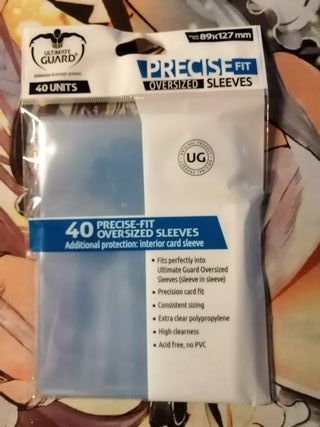 ULTIMATE
GUARD
40 UNITS
89x127mm
PRECISE FIT
OVERSIZED SLEEVES
UG
40 PRECISE-FIT
OVERSIZED SLEEVES
Additional protection: interior card sleeve
• Fits perfectly into
Ultimate Guard Oversized
Sleeves (sleeve in sleeve)
• Precision card fit
• Consistent sizing
• Extra clear polypropylene
• High clearness
• Acid free, no PVC